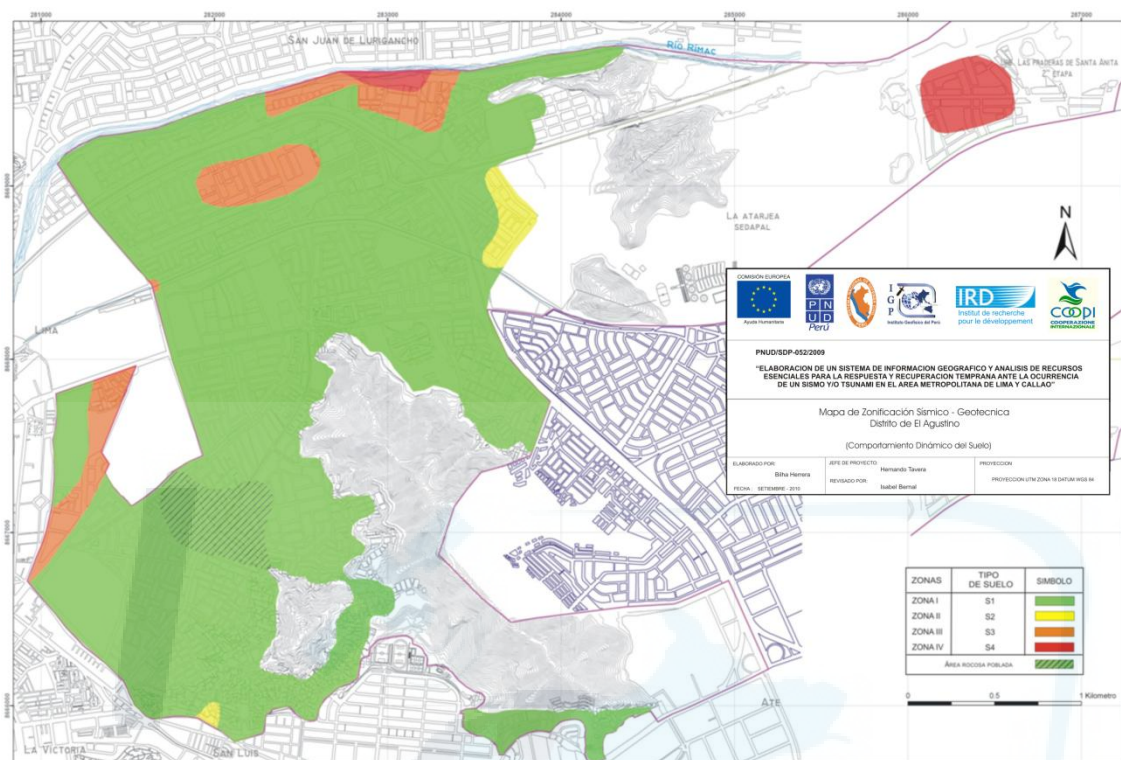 281000 282000 283000 284000 285000 286000 287000
SAN JUAN DE LURIGANCHO
RÍO RIMAC
LAS PRADERAS DE SANTA ANITA
2° ETAPA
8669000
LA ATARJEA
SEDAPAL
N
LIMA
8668000
COMISIÓN EUROPEA
Ayuda Humanitaria
PNUD
Perú
IGP
Instituto Geofísico del Perú
IRD
Institut de recherche
pour le développement
COOPI
COOPERAZIONE
INTERNAZIONALE
PNUD/SDP-052/2009
“ELABORACION DE UN SISTEMA DE INFORMACION GEOGRAFICO Y ANALISIS DE RECURSOS
ESENCIALES PARA LA RESPUESTA Y RECUPERACION TEMPRANA ANTE LA OCURRENCIA
DE UN SISMO Y/O TSUNAMI EN EL AREA METROPOLITANA DE LIMA Y CALLAO”
Mapa de Zonificación Sísmico - Geotecnica
Distrito de El Agustino
(Comportamiento Dinámico del Suelo)
ELABORADO POR:
Bilha Herrera
FECHA : SETIEMBRE - 2010
JEFE DE PROYECTO: Hernando Tavera
REVISADO POR: Isabel Bernal
PROYECCION
PROYECCIÓN UTM ZONA 18 DATUM WGS 84
8667000
ZONAS TIPO DE SUELO SIMBOLO
ZONA I S1
ZONA II S2
ZONA III S3
ZONA IV S4
ÁREA ROCOSA POBLADA
0 0.5 1 Kilometro
8666000
ATE
LA VICTORIA
SAN LUIS